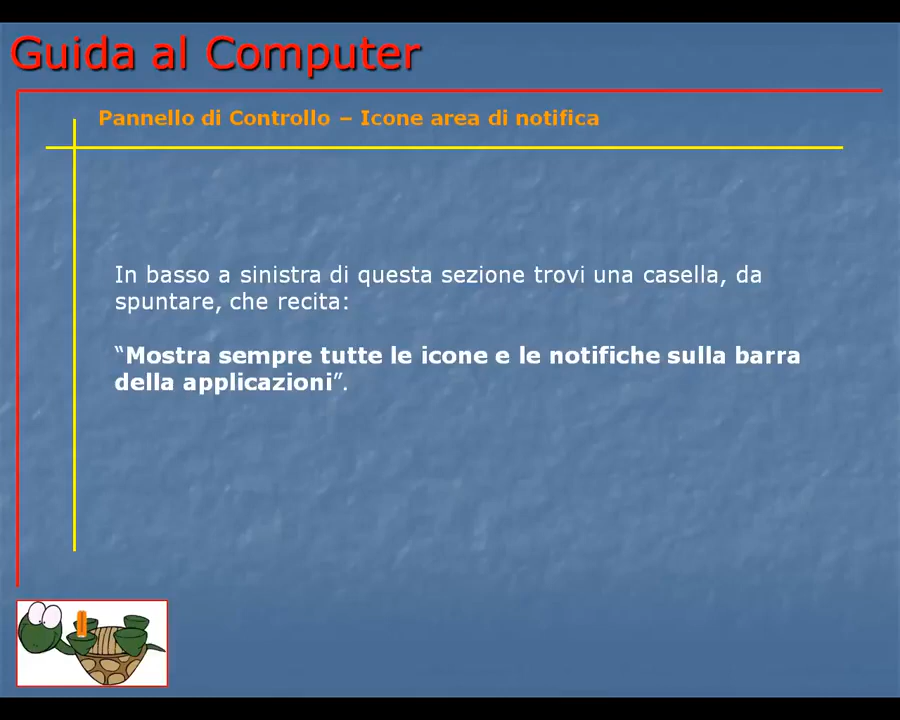 Guida al Computer
Pannello di Controllo – Icone area di notifica
In basso a sinistra di questa sezione trovi una casella, da
spuntare, che recita:
“Mostra sempre tutte le icone e le notifiche sulla barra
della applicazioni”.